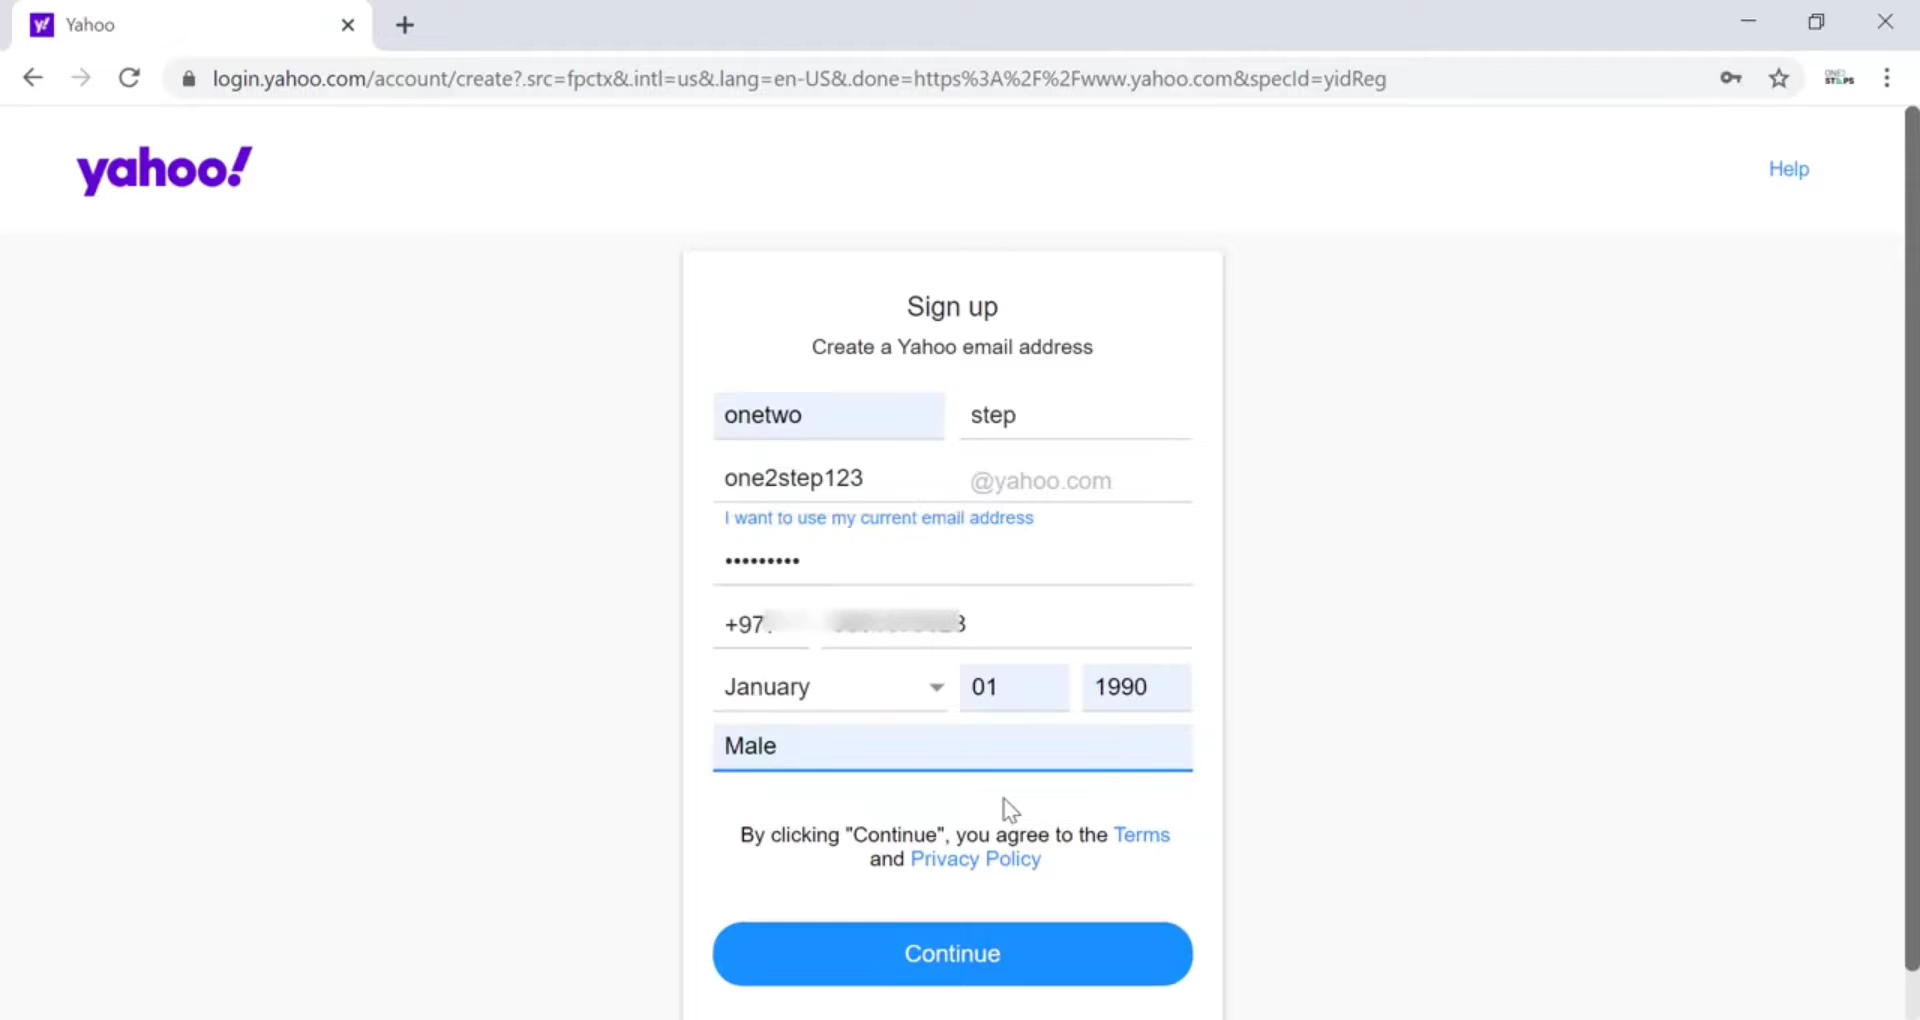 Yahoo
login.yahoo.com/account/create?.src=fpctx&.intl=us&.lang=en-US&.done=https%3A%2F%2Fwww.yahoo.com&specId=yidReg
ONE2 STEPS
yahoo!
Help
Sign up
Create a Yahoo email address
onetwo step
one2step123 @yahoo.com
I want to use my current email address
•••••••••
+97
January 01 1990
Male
By clicking "Continue", you agree to the Terms
and Privacy Policy
Continue